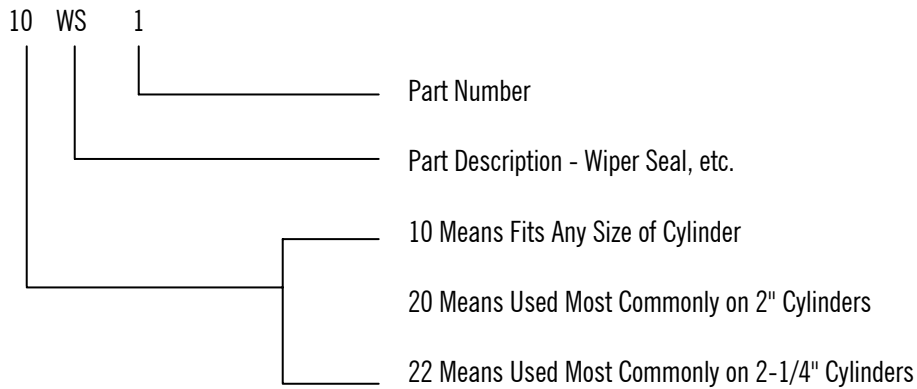 10 WS 1
Part Number
Part Description - Wiper Seal, etc.
10 Means Fits Any Size of Cylinder
20 Means Used Most Commonly on 2" Cylinders
22 Means Used Most Commonly on 2-1/4" Cylinders